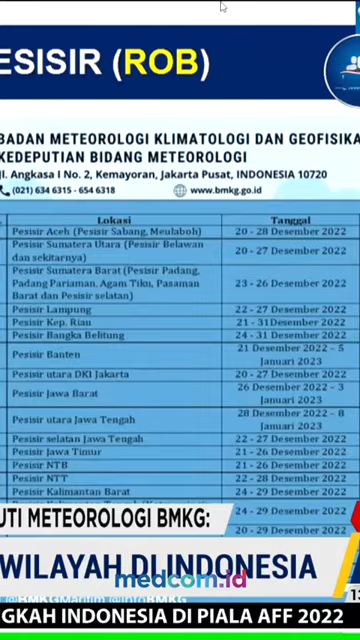 ESISIR (ROB)
BADAN METEOROLOGI KLIMATOLOGI DAN GEOFISIKA
KEDEPUTIAN BIDANG METEOROLOGI
Jl. Angkasa I No. 2, Kemayoran, Jakarta Pusat, INDONESIA 10720
(021) 634 6315 - 654 6318 www.bmkg.go.id
Lokasi Tanggal
Pesisir Aceh (Pesisir Sabang, Meulaboh) 20 - 28 Desember 2022
Pesisir Sumatera Utara (Pesisir Belawan
dan sekitarnya) 20 - 27 Desember 2022
Pesisir Sumatera Barat (Pesisir Padang,
Padang Pariaman, Agam Tiku, Pasaman
Barat dan Pesisir selatan) 23 - 26 Desember 2022
Pesisir Lampung 22 - 27 Desember 2022
Pesisir Kep. Riau 21 - 31Desember 2022
Pesisir Bangka Belitung 24 - 31 Desember 2022
Pesisir Banten 21 Desember 2022 – 5
Januari 2023
Pesisir utara DKI Jakarta 20 - 27 Desember 2022
Pesisir Jawa Barat 26 Desember 2022 – 3
Januari 2023
Pesisir utara Jawa Tengah 28 Desember 2022 – 8
Januari 2023
Pesisir selatan Jawa Tengah 22 - 27 Desember 2022
Pesisir Jawa Timur 21 - 26 Desember 2022
Pesisir NTB 21 - 26 Desember 2022
Pesisir NTT 22 - 28 Desember 2022
Pesisir Kalimantan Barat 24 - 29 Desember 2022
24 - 29 Desember 2022
20 - 29 Desember 2022
UTI METEOROLOGI BMKG:
WILAYAH DI INDONESIA
medcom.id
@BMKGMaritim @infoBMKG
GKAH INDONESIA DI PIALA AFF 2022